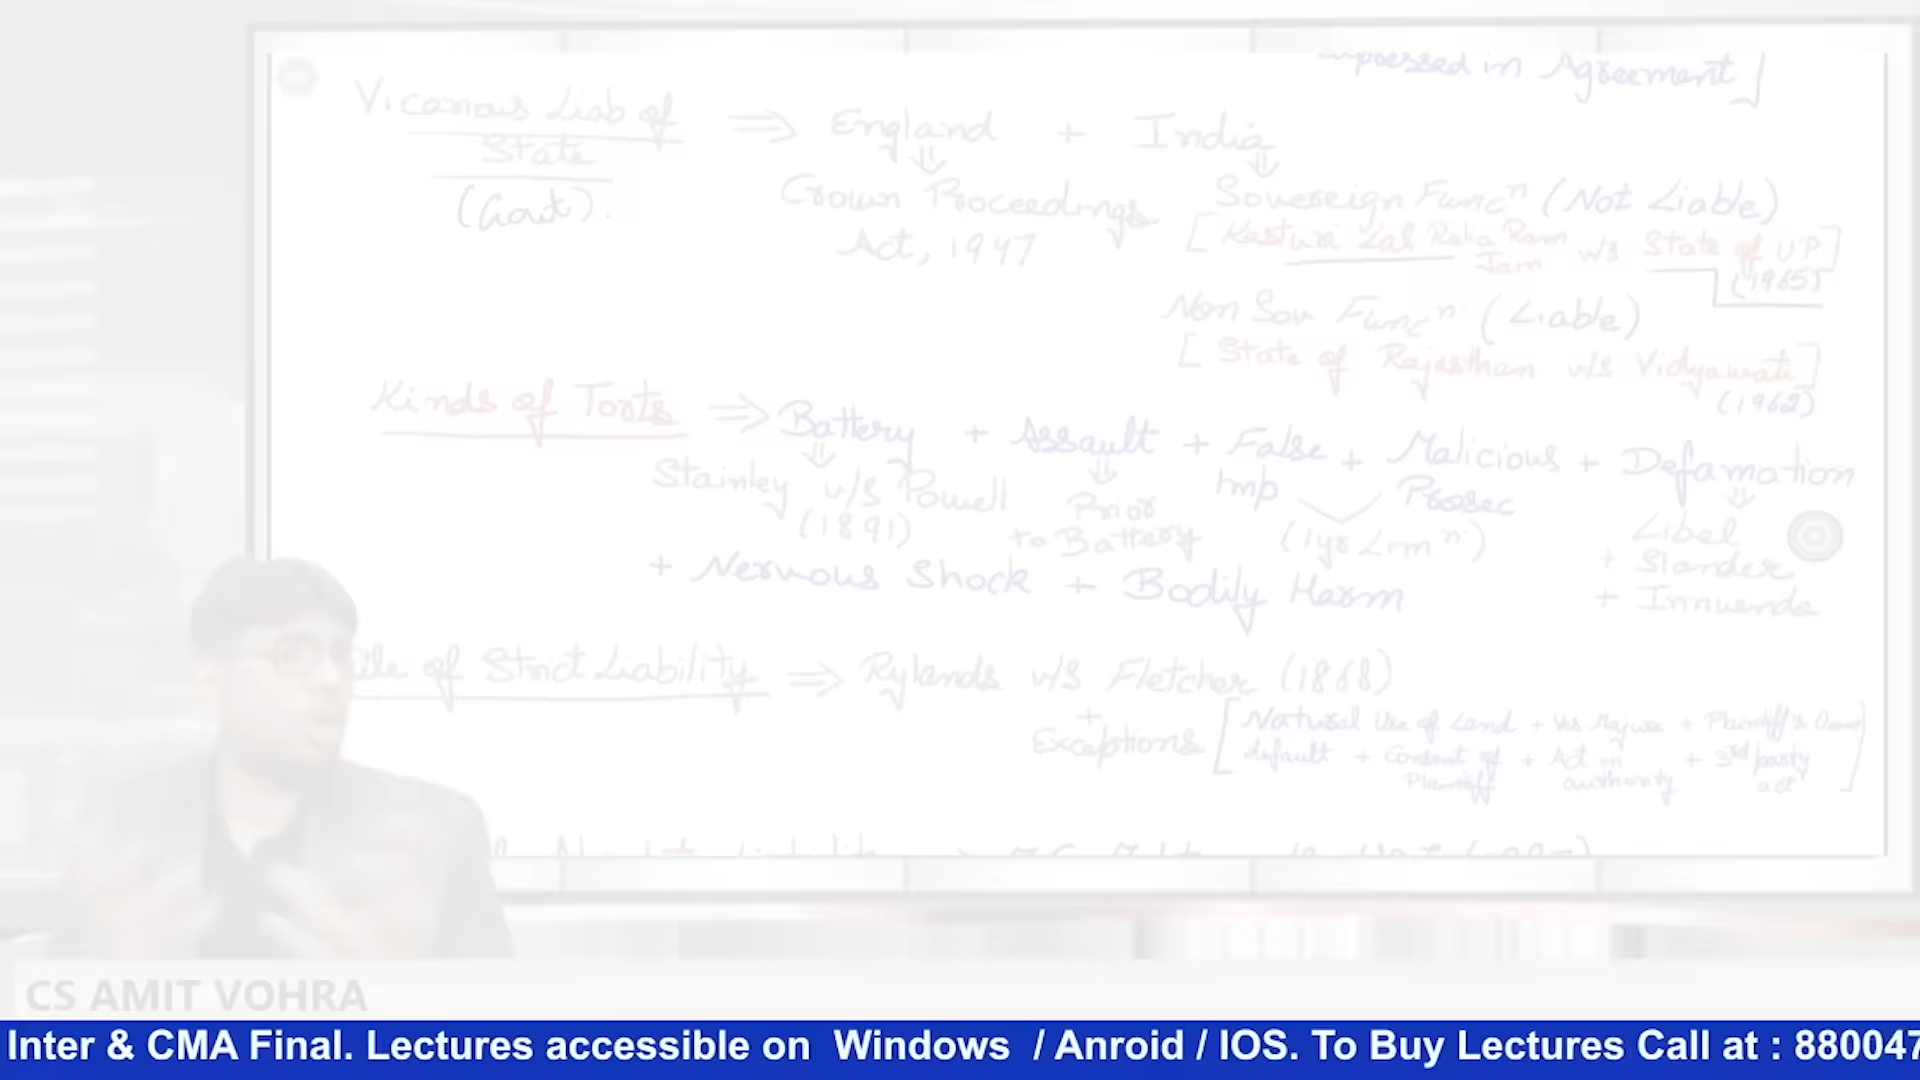 expressed in Agreement]
Vicarious Liab of ⇒ England + India
State
(Govt).
Crown Proceedings
Act, 1947
Sovereign Funcⁿ (Not Liable)
[Kasturi Lal Ralia Ram
Jain v/s State of UP]
(1965)
Non Sov Funcⁿ (Liable)
[State of Rajasthan v/s Vidyawati]
(1962)
Kinds of Torts ⇒ Battery + Assault + False + Malicious + Defamation
Imp Prosec
Stainley v/s Powell
(1891)
Prior
to Battery
(1yr Limⁿ)
Libel
+ Slander
+ Innuendo
+ Nervous Shock + Bodily Harm
of Strict Liability ⇒ Rylands v/s Fletcher (1868)
+
Exceptions [Natural Use of Land + Vis Majure + Plaintiff's Own
default + Consent of + Act + 3rd party]
Plaintiff authority act
CS AMIT VOHRA
Inter & CMA Final. Lectures accessible on Windows / Anroid / IOS. To Buy Lectures Call at : 880047